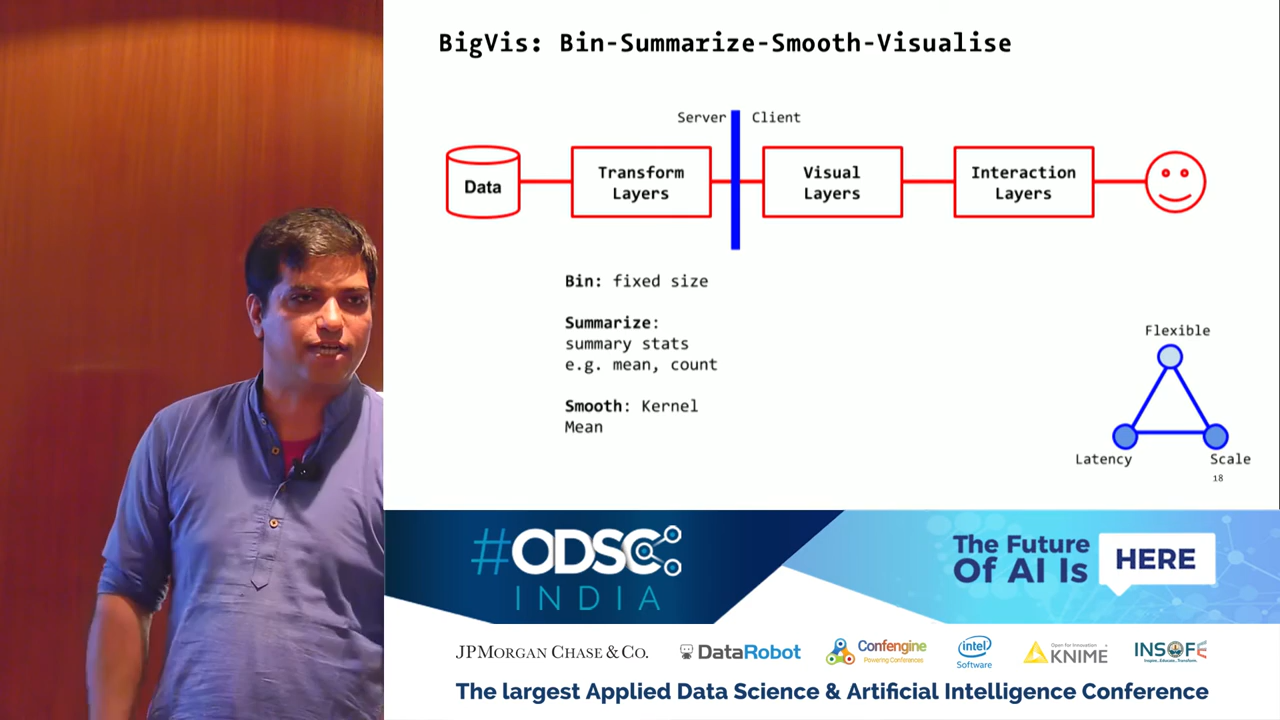 BigVis: Bin-Summarize-Smooth-Visualise
Server
Client
Data
Transform
Layers
Visual
Layers
Interaction
Layers
Bin: fixed size
Summarize:
summary stats
e.g. mean, count
Smooth: Kernel
Mean
Flexible
Latency
Scale
18
#ODSC
INDIA
The Future
Of AI Is
HERE
JPMORGAN CHASE & CO.
DataRobot
Confengine
Powering Conferences
intel
Software
Open for Innovation
KNIME
INSOFE
Inspire...Educate...Transform.
The largest Applied Data Science & Artificial Intelligence Conference